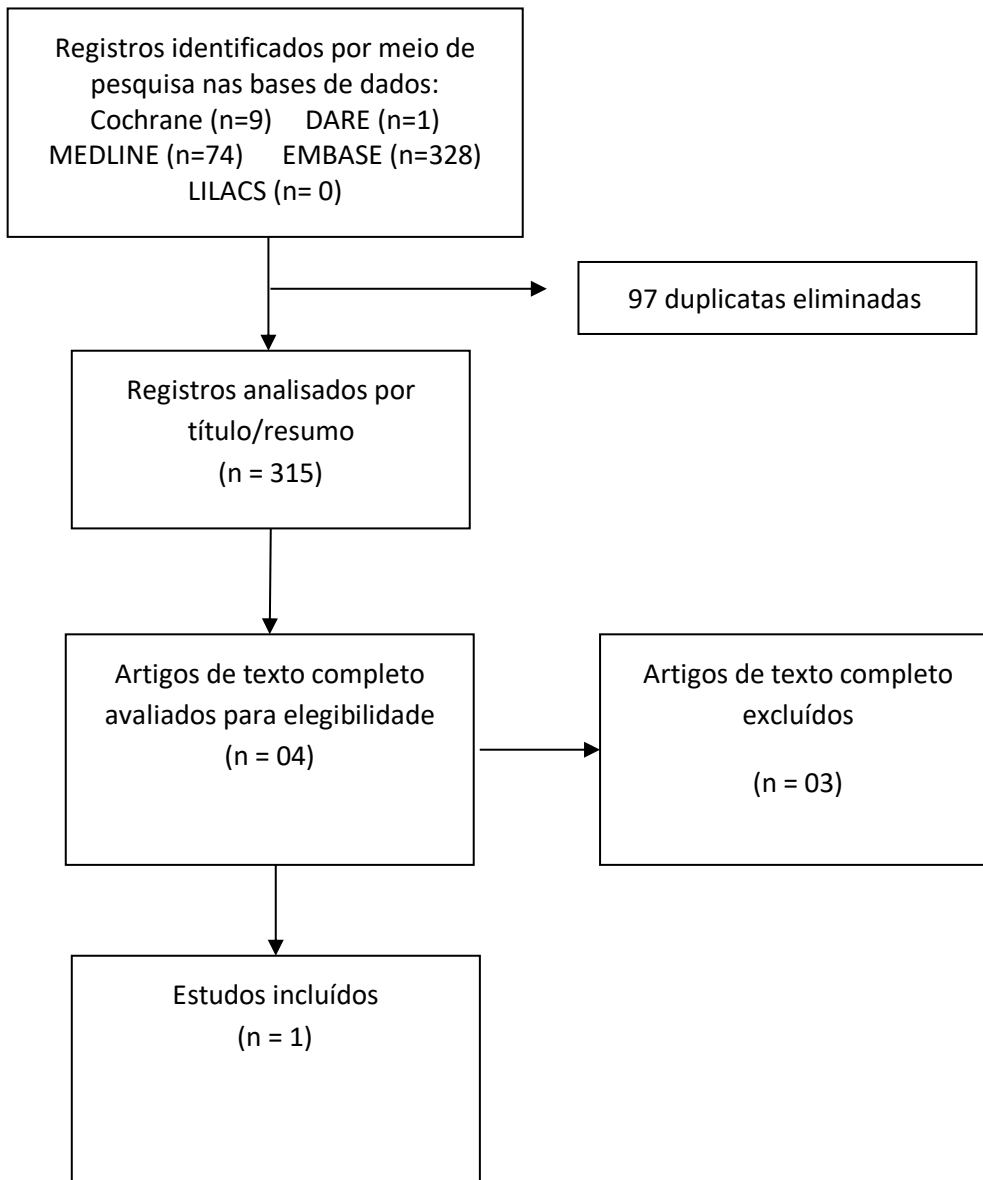 Registros identificados por meio de
pesquisa nas bases de dados:
Cochrane (n=9) DARE (n=1)
MEDLINE (n=74) EMBASE (n=328)
LILACS (n= 0)
97 duplicatas eliminadas
Registros analisados por
título/resumo
(n = 315)
Artigos de texto completo
avaliados para elegibilidade
(n = 04)
Artigos de texto completo
excluídos
(n = 03)
Estudos incluídos
(n = 1)